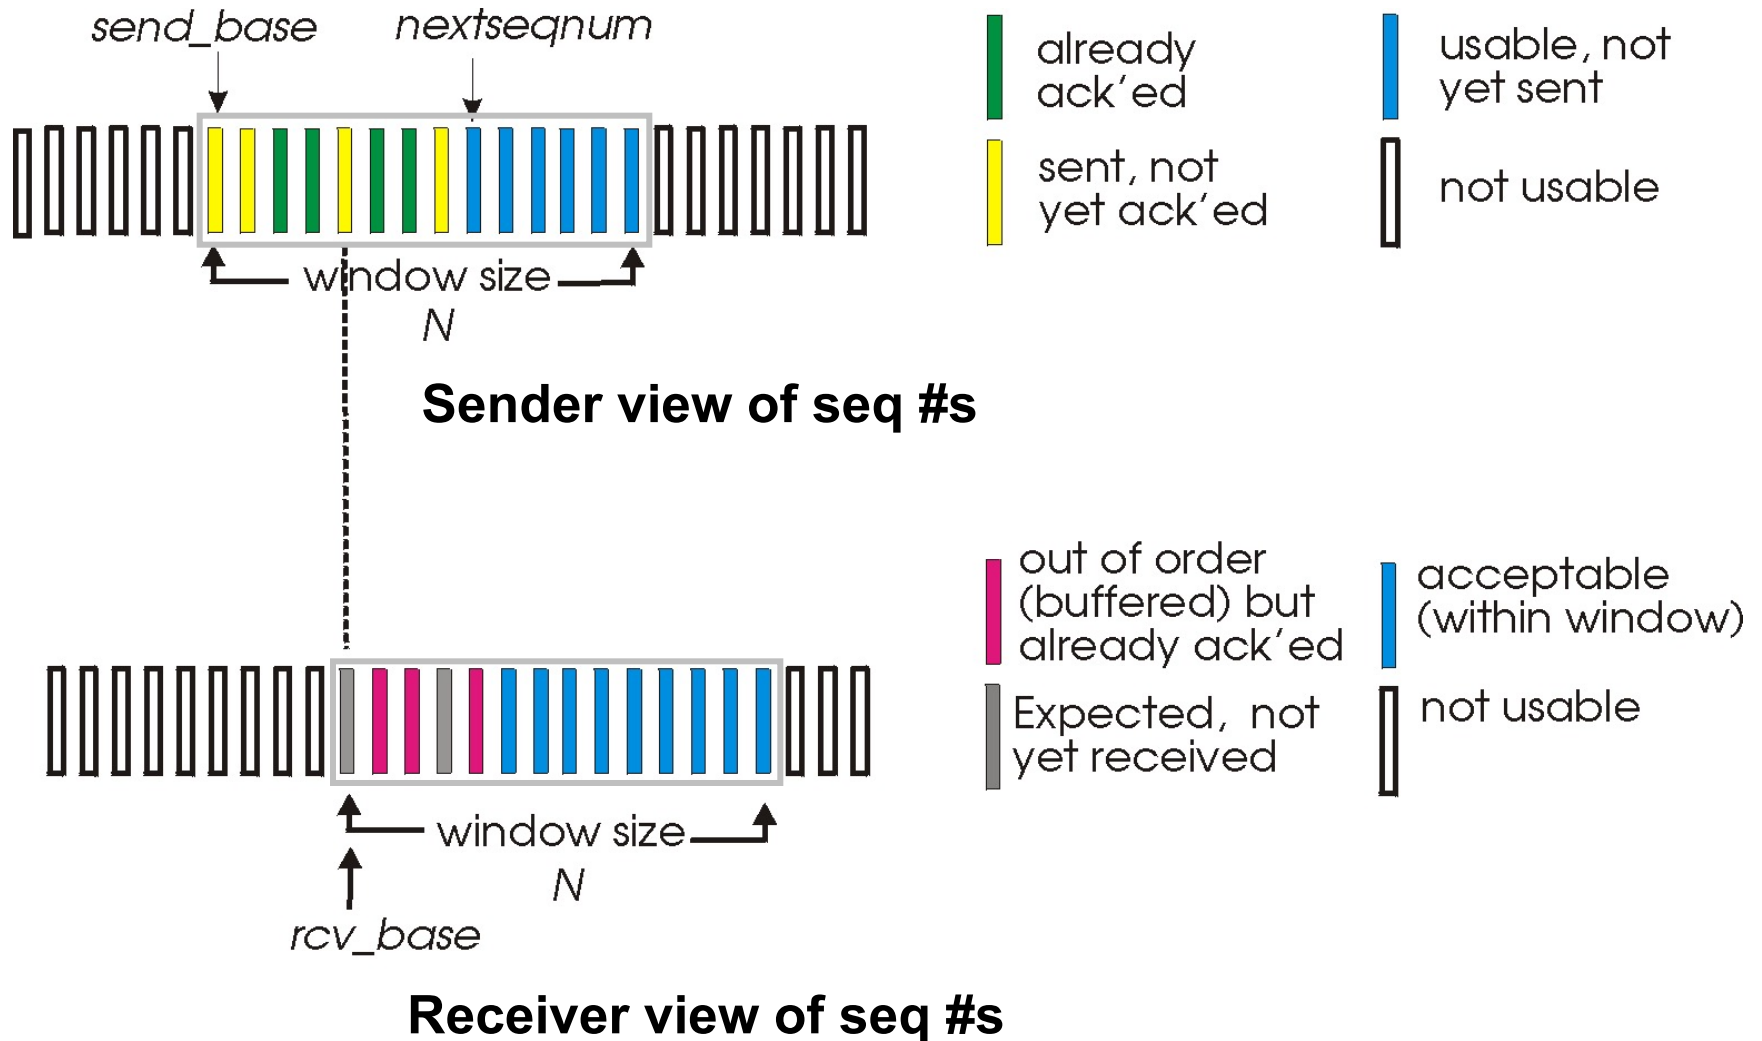 send_base
nextseqnum
already
ack'ed
usable, not
yet sent
sent, not
yet ack'ed
not usable
window size
N
Sender view of seq #s
out of order
(buffered) but
already ack'ed
acceptable
(within window)
Expected, not
yet received
not usable
window size
N
rcv_base
Receiver view of seq #s